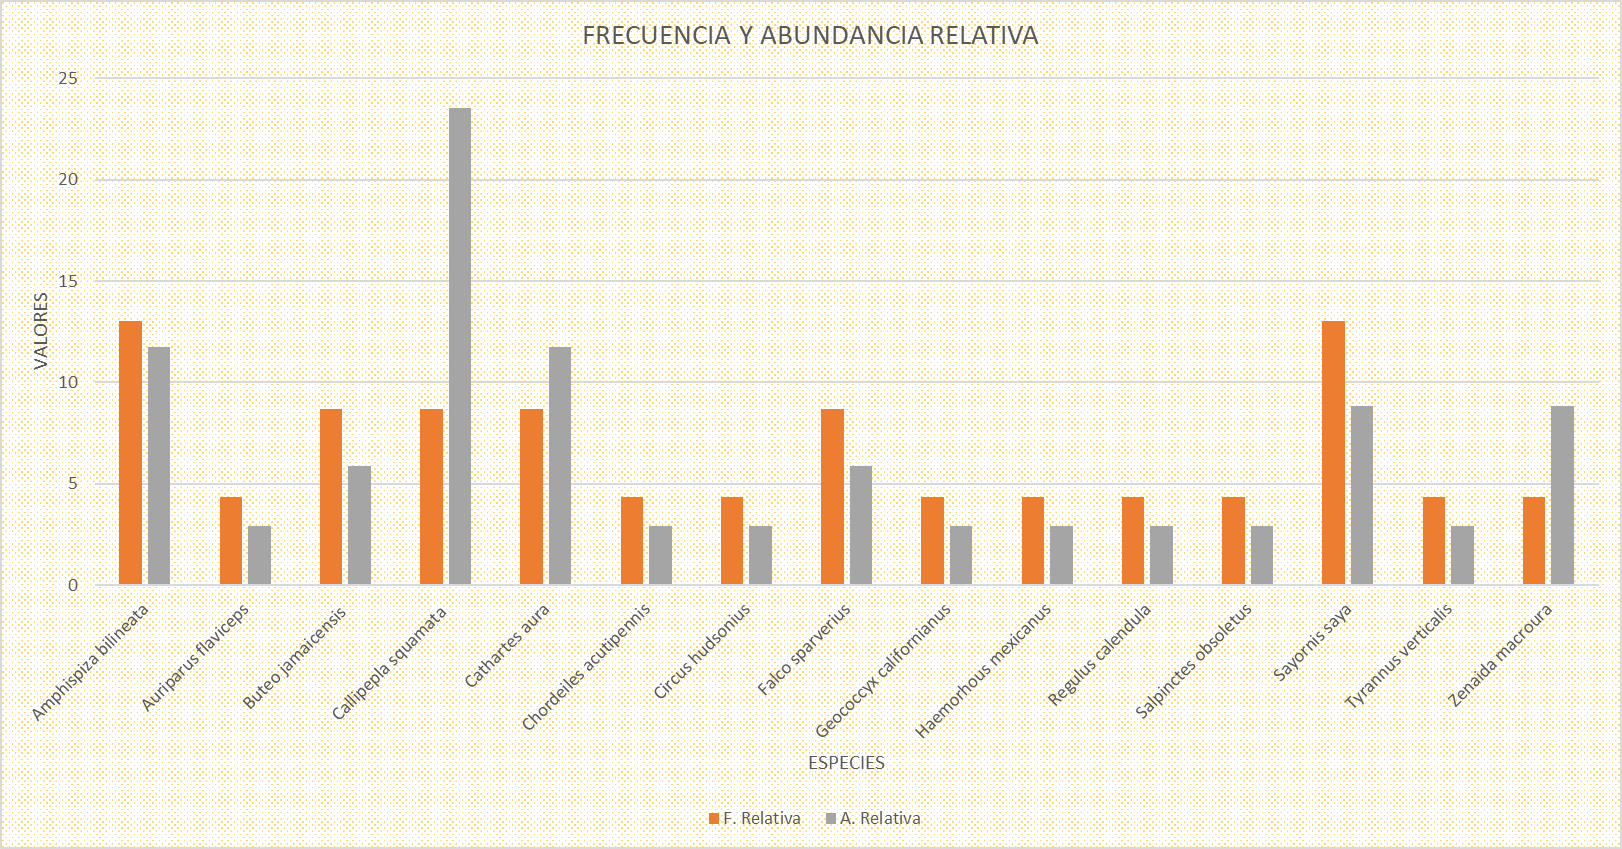 FRECUENCIA Y ABUNDANCIA RELATIVA
25
20
15
10
5
0
VALORES
Amphispiza bilineata
Auriparus flaviceps
Buteo jamaicensis
Callipepla squamata
Cathartes aura
Chordeiles acutipennis
Circus hudsonius
Falco sparverius
Geococcyx californianus
Haemorhous mexicanus
Regulus calendula
Salpinctes obsoletus
Sayornis saya
Tyrannus verticalis
Zenaida macroura
ESPECIES
F. Relativa
A. Relativa